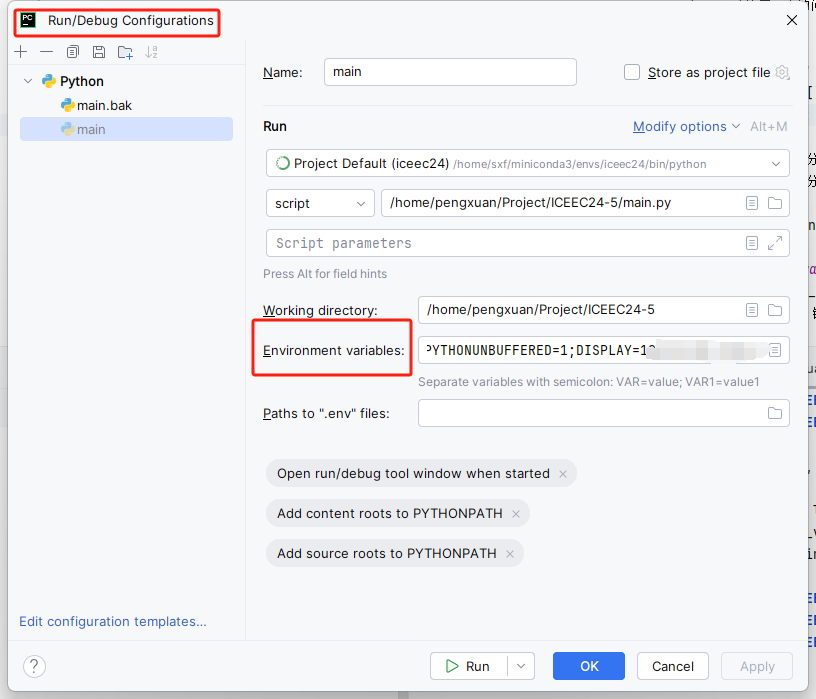 PC Run/Debug Configurations
Name: main Store as project file
Python
main.bak
main
Run Modify options Alt+M
Project Default (iceec24) /home/sxf/miniconda3/envs/iceec24/bin/python
script /home/pengxuan/Project/ICEEC24-5/main.py
Script parameters
Press Alt for field hints
Working directory: /home/pengxuan/Project/ICEEC24-5
Environment variables: PYTHONUNBUFFERED=1;DISPLAY=1
Separate variables with semicolon: VAR=value; VAR1=value1
Paths to ".env" files:
Open run/debug tool window when started ×
Add content roots to PYTHONPATH ×
Add source roots to PYTHONPATH ×
Edit configuration templates...
? Run OK Cancel Apply